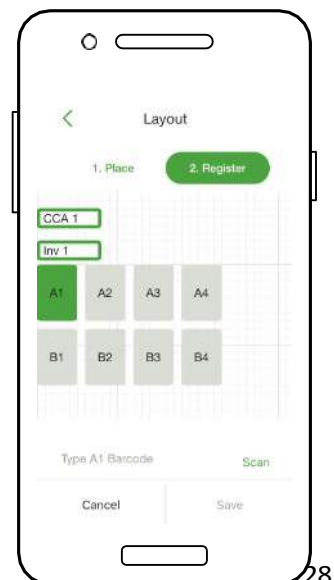 Layout
1. Place 2. Register
CCA 1
Inv 1
A1 A2 A3 A4
B1 B2 B3 B4
Type A1 Barcode Scan
Cancel Save
28